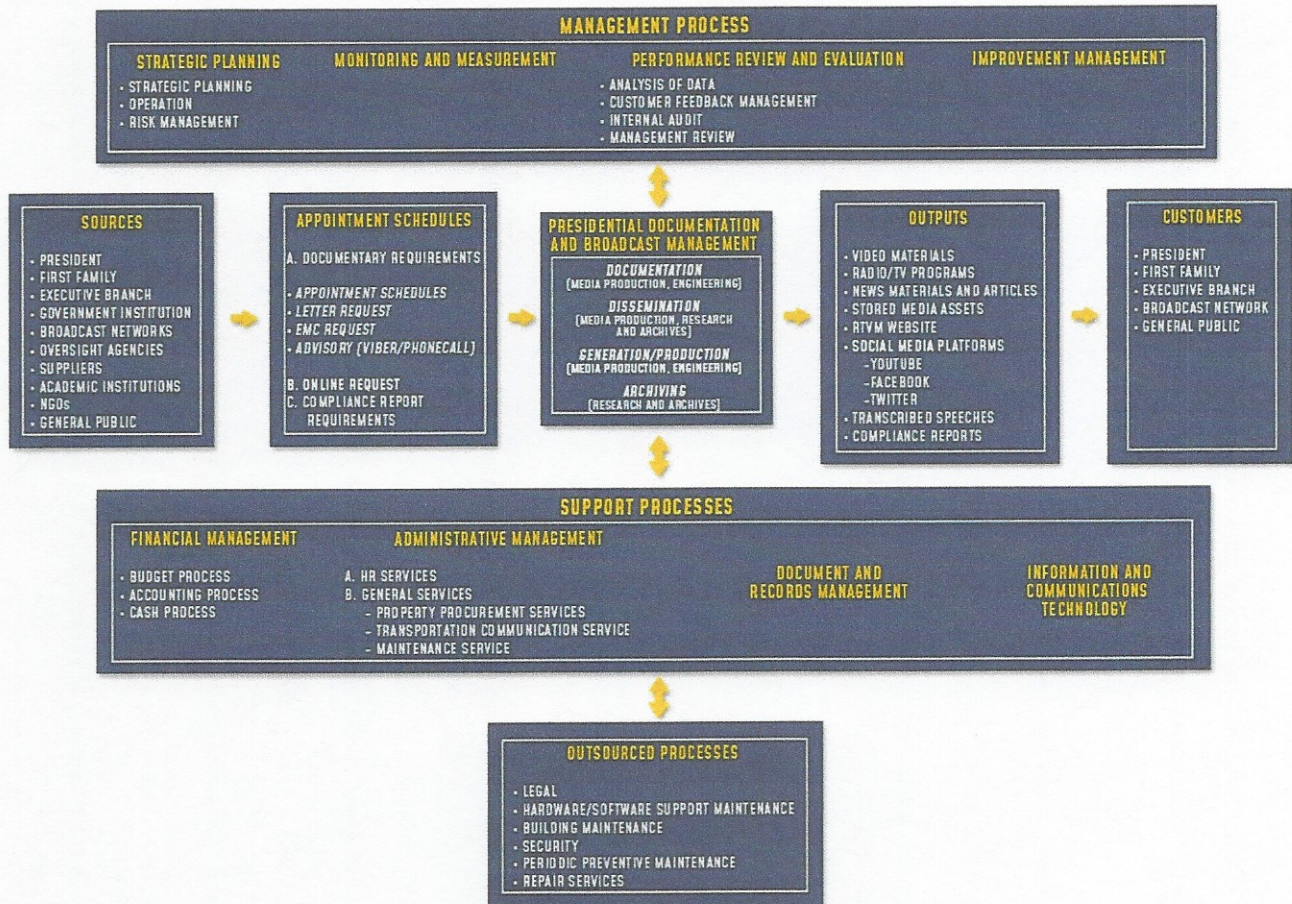 MANAGEMENT PROCESS
STRATEGIC PLANNING
- STRATEGIC PLANNING
- OPERATION
- RISK MANAGEMENT
MONITORING AND MEASUREMENT
PERFORMANCE REVIEW AND EVALUATION
- ANALYSIS OF DATA
- CUSTOMER FEEDBACK MANAGEMENT
- INTERNAL AUDIT
- MANAGEMENT REVIEW
IMPROVEMENT MANAGEMENT
SOURCES
- PRESIDENT
- FIRST FAMILY
- EXECUTIVE BRANCH
- GOVERNMENT INSTITUTION
- BROADCAST NETWORKS
- OVERSIGHT AGENCIES
- SUPPLIERS
- ACADEMIC INSTITUTIONS
- NGOs
- GENERAL PUBLIC
APPOINTMENT SCHEDULES
A. DOCUMENTARY REQUIREMENTS
- APPOINTMENT SCHEDULES
- LETTER REQUEST
- EMC REQUEST
- ADVISORY (VIBER/PHONECALL)
B. ONLINE REQUEST
C. COMPLIANCE REPORT
REQUIREMENTS
PRESIDENTIAL DOCUMENTATION
AND BROADCAST MANAGEMENT
DOCUMENTATION
(MEDIA PRODUCTION, ENGINEERING)
DISSEMINATION
(MEDIA PRODUCTION, RESEARCH
AND ARCHIVES)
GENERATION/PRODUCTION
(MEDIA PRODUCTION, ENGINEERING)
ARCHIVING
(RESEARCH AND ARCHIVES)
OUTPUTS
- VIDEO MATERIALS
- RADIO/TV PROGRAMS
- NEWS MATERIALS AND ARTICLES
- STORED MEDIA ASSETS
- RTVM WEBSITE
- SOCIAL MEDIA PLATFORMS
-YOUTUBE
-FACEBOOK
-TWITTER
- TRANSCRIBED SPEECHES
- COMPLIANCE REPORTS
CUSTOMERS
- PRESIDENT
- FIRST FAMILY
- EXECUTIVE BRANCH
- BROADCAST NETWORK
- GENERAL PUBLIC
SUPPORT PROCESSES
FINANCIAL MANAGEMENT
- BUDGET PROCESS
- ACCOUNTING PROCESS
- CASH PROCESS
ADMINISTRATIVE MANAGEMENT
A. HR SERVICES
B. GENERAL SERVICES
- PROPERTY PROCUREMENT SERVICES
- TRANSPORTATION COMMUNICATION SERVICE
- MAINTENANCE SERVICE
DOCUMENT AND
RECORDS MANAGEMENT
INFORMATION AND
COMMUNICATIONS
TECHNOLOGY
OUTSOURCED PROCESSES
- LEGAL
- HARDWARE/SOFTWARE SUPPORT MAINTENANCE
- BUILDING MAINTENANCE
- SECURITY
- PERIODIC PREVENTIVE MAINTENANCE
- REPAIR SERVICES